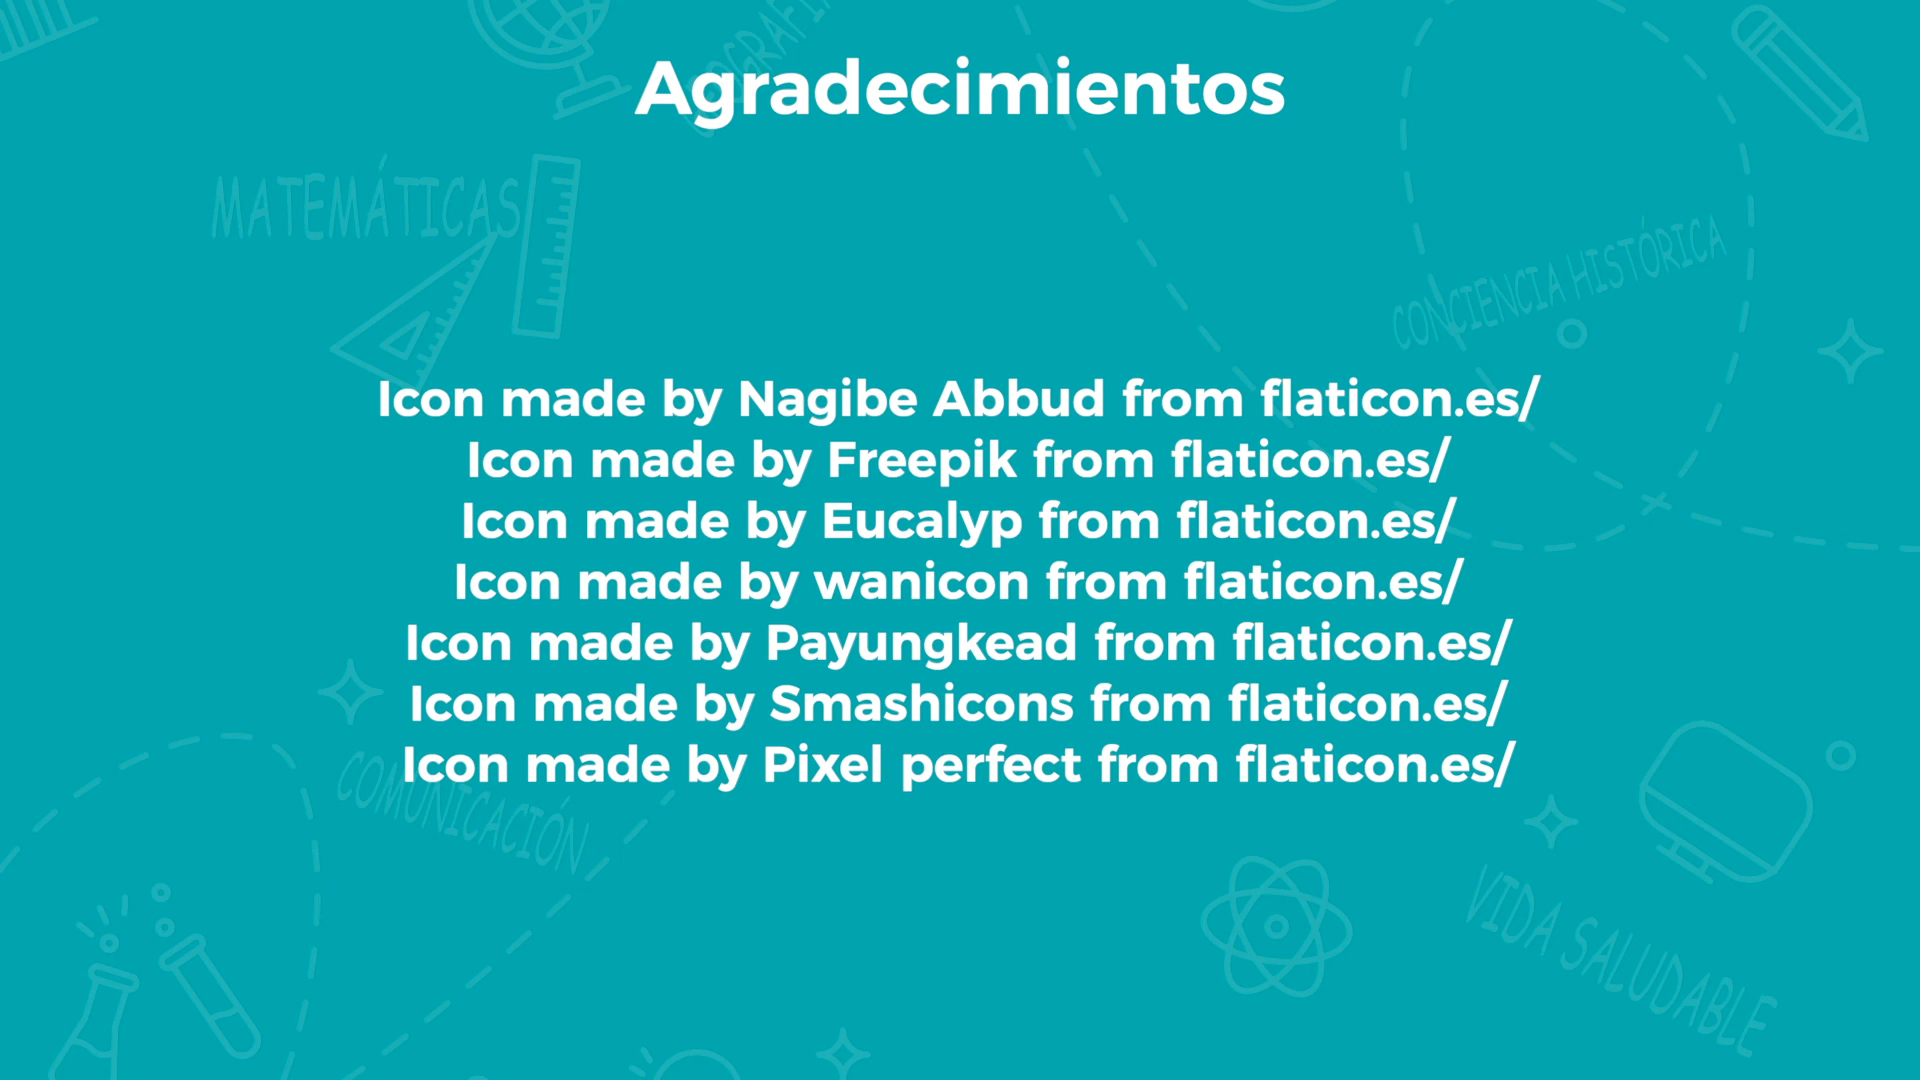 Agradecimientos
MATEMÁTICAS
CONCIENCIA HISTÓRICA
Icon made by Nagibe Abbud from flaticon.es/
Icon made by Freepik from flaticon.es/
Icon made by Eucalyp from flaticon.es/
Icon made by wanicon from flaticon.es/
Icon made by Payungkead from flaticon.es/
Icon made by Smashicons from flaticon.es/
Icon made by Pixel perfect from flaticon.es/
COMUNICACIÓN
VIDA SALUDABLE